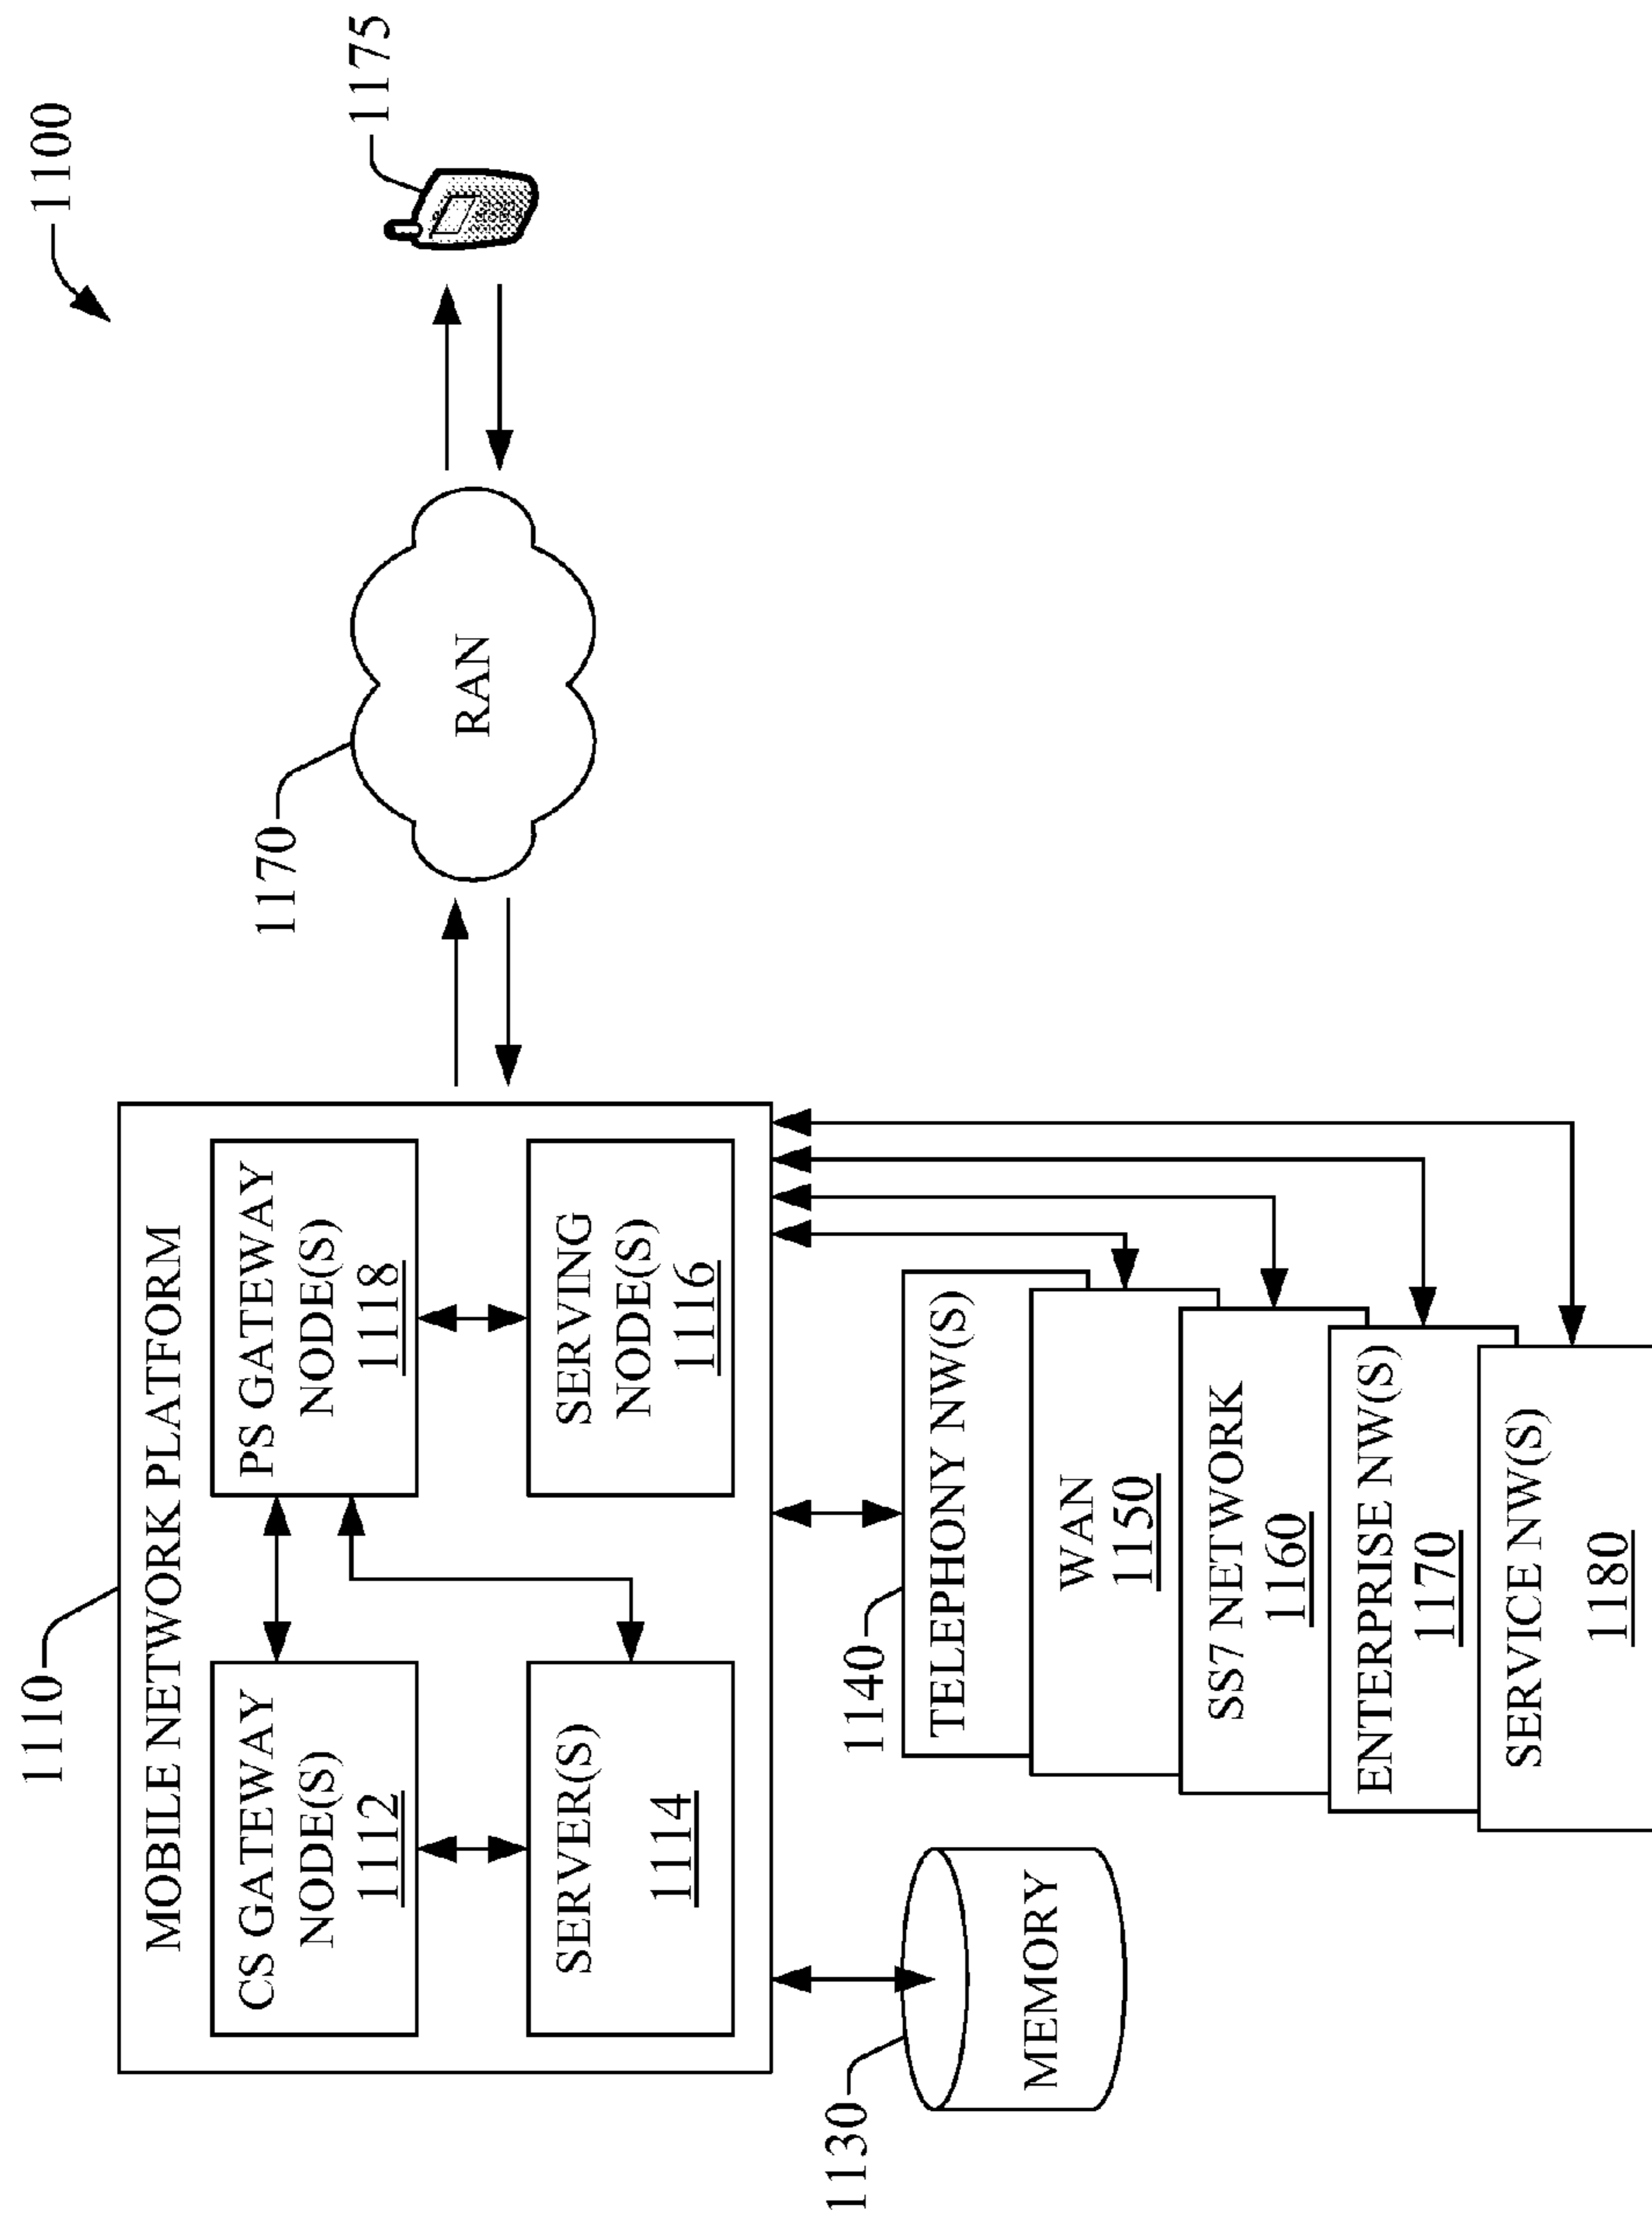 1100
1110
MOBILE NETWORK PLATFORM
CS GATEWAY
NODE(S)
1112
PS GATEWAY
NODE(S)
1118
SERVER(S)
1114
SERVING
NODE(S)
1116
1170
RAN
1175
1130
MEMORY
1140
TELEPHONY NW(S)
WAN
1150
SS7 NETWORK
1160
ENTERPRISE NW(S)
1170
SERVICE NW(S)
1180